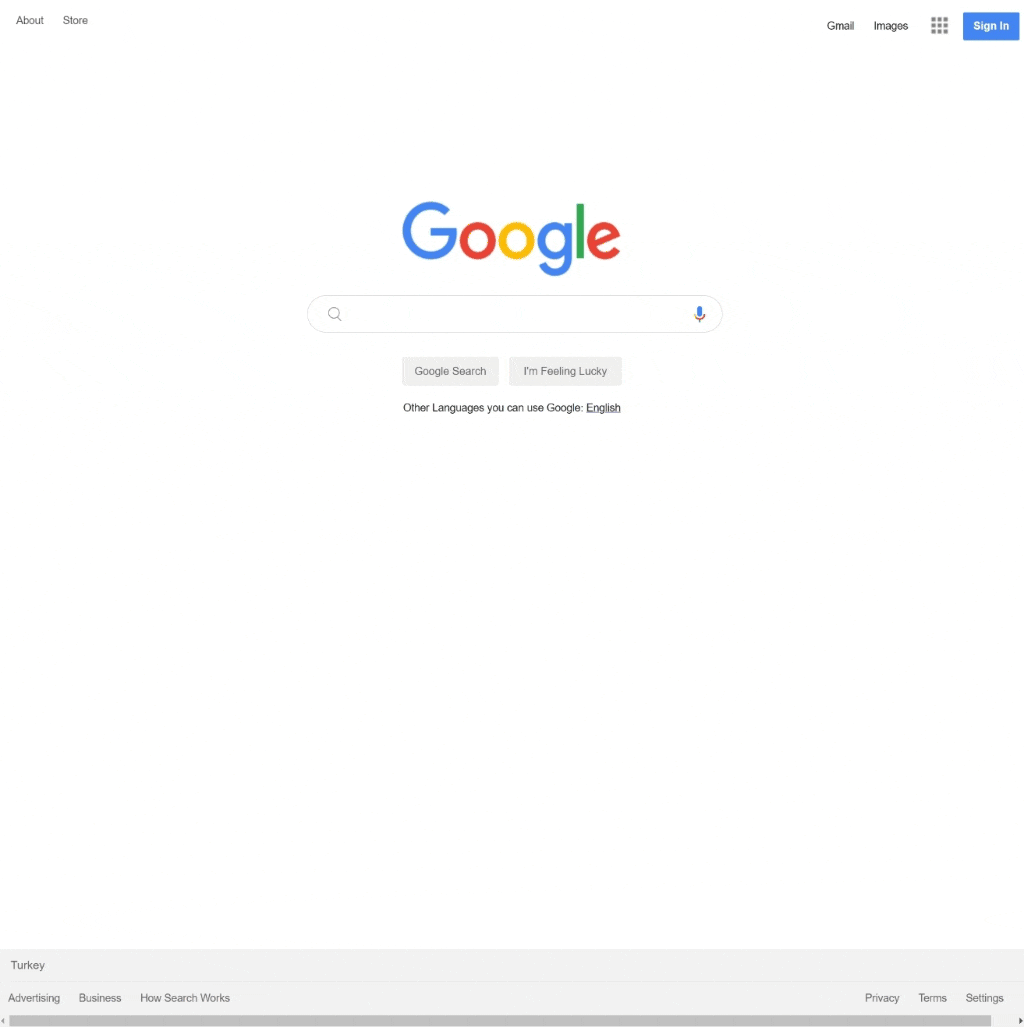 About Store
Gmail Images Sign In
Google
Google Search I'm Feeling Lucky
Other Languages you can use Google: English
Turkey
Advertising Business How Search Works Privacy Terms Settings